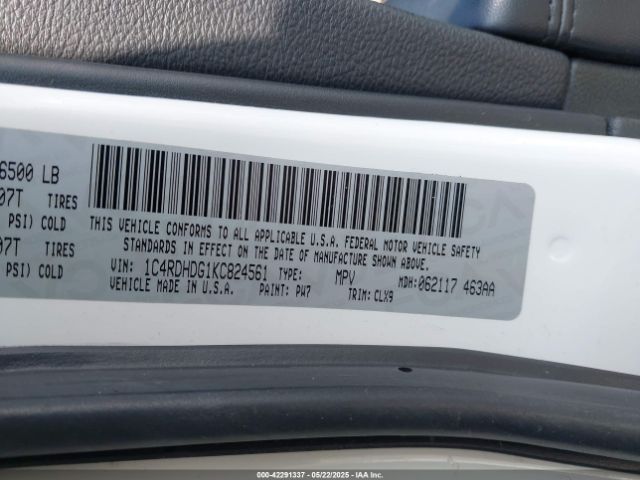 6500 LB
07T TIRES
PSI) COLD
07T TIRES
PSI) COLD
THIS VEHICLE CONFORMS TO ALL APPLICABLE U.S.A. FEDERAL MOTOR VEHICLE SAFETY
STANDARDS IN EFFECT ON THE DATE OF MANUFACTURE SHOWN ABOVE.
VIN: 1C4RDHDG1KC824561 TYPE: MPV MDH:062117 463AA
VEHICLE MADE IN U.S.A. PAINT: PW7 TRIM: CLX9
000-42291337 - 05/22/2025 - IAAI Inc.